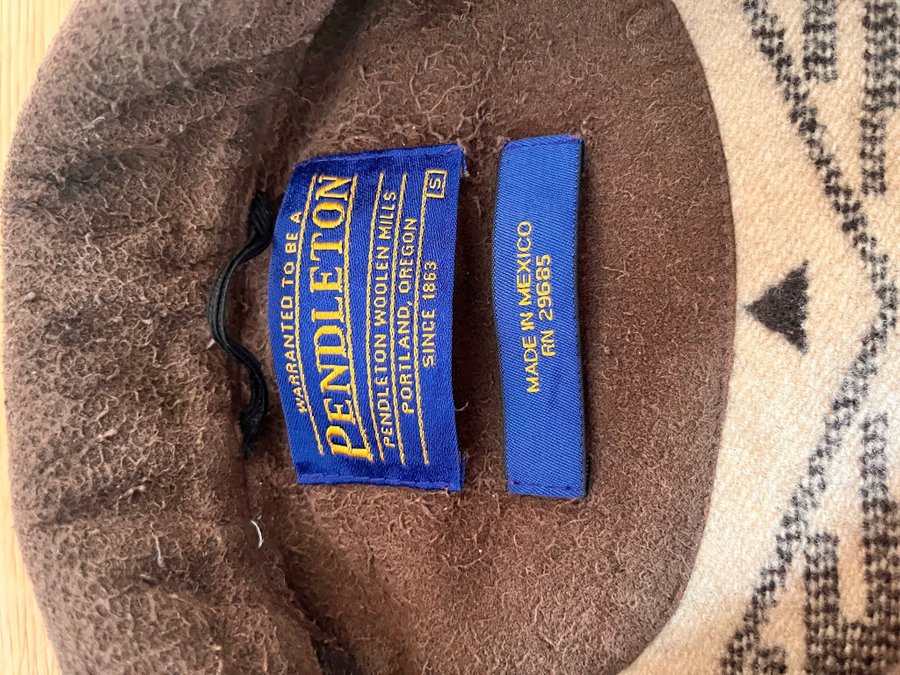 WARRANTED TO BE A
PENDLETON
PENDLETON WOOLEN MILLS
PORTLAND, OREGON
SINCE 1863
S
MADE IN MEXICO
RN 29685